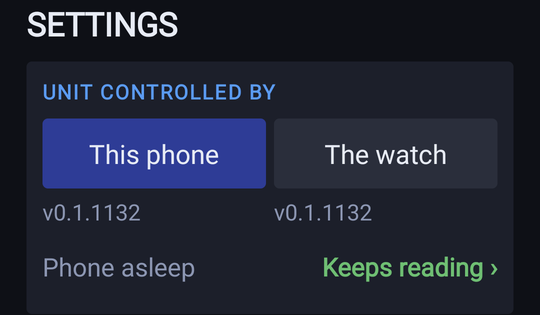 SETTINGS
UNIT CONTROLLED BY
This phone The watch
v0.1.1132 v0.1.1132
Phone asleep Keeps reading ›